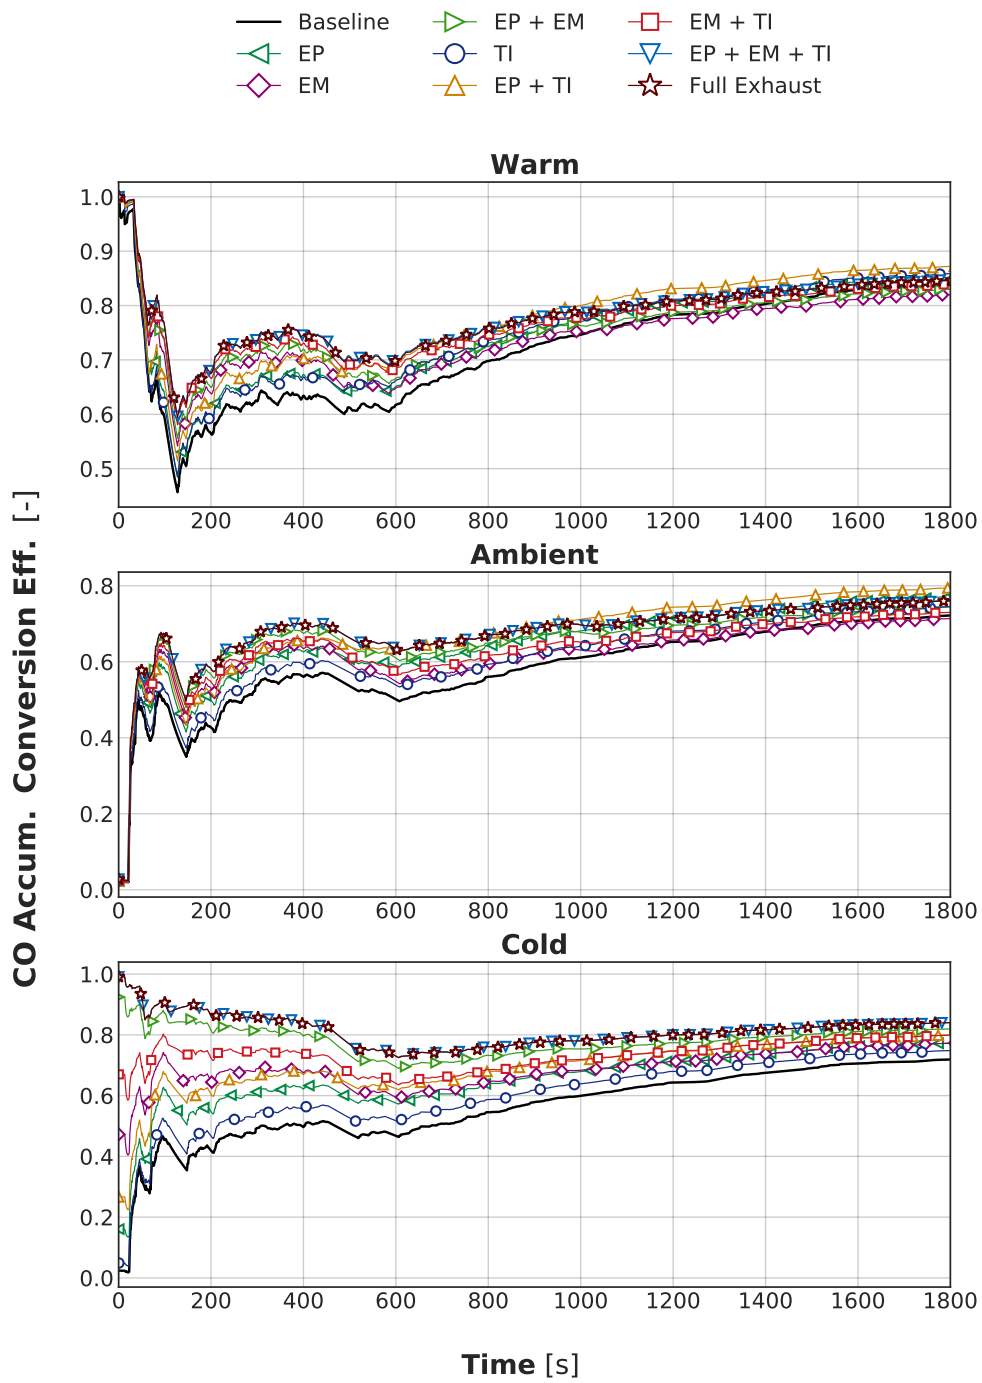 Baseline EP + EM EM + TI
EP TI EP + EM + TI
EM EP + TI Full Exhaust
Warm
1.0
0.9
0.8
0.7
0.6
0.5
0 200 400 600 800 1000 1200 1400 1600 1800
Ambient
0.8
0.6
0.4
0.2
0.0
0 200 400 600 800 1000 1200 1400 1600 1800
Cold
1.0
0.8
0.6
0.4
0.2
0.0
0 200 400 600 800 1000 1200 1400 1600 1800
CO Accum. Conversion Eff. [-]
Time [s]